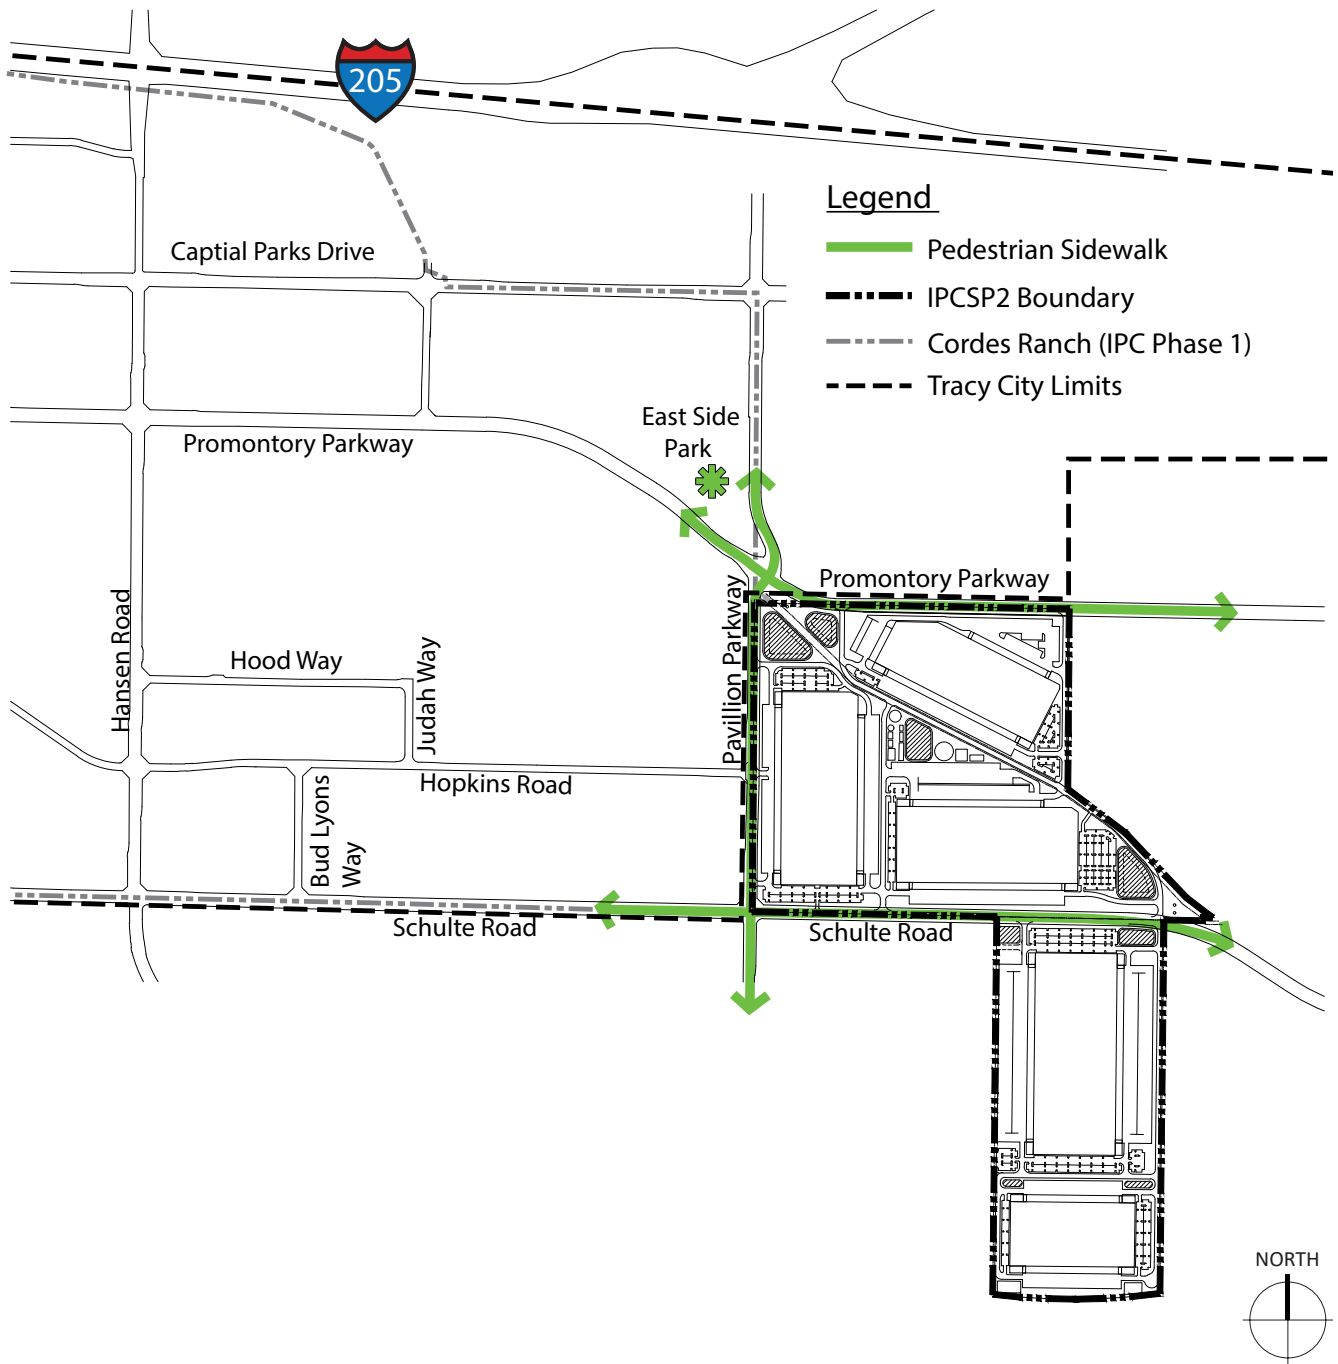 205
Legend
Captial Parks Drive
Pedestrian Sidewalk
IPCSP2 Boundary
Cordes Ranch (IPC Phase 1)
Tracy City Limits
East Side
Park
Promontory Parkway
Promontory Parkway
Hansen Road
Hood Way
Judah Way
Pavillion Parkway
Hopkins Road
Bud Lyons
Way
Schulte Road
Schulte Road
NORTH